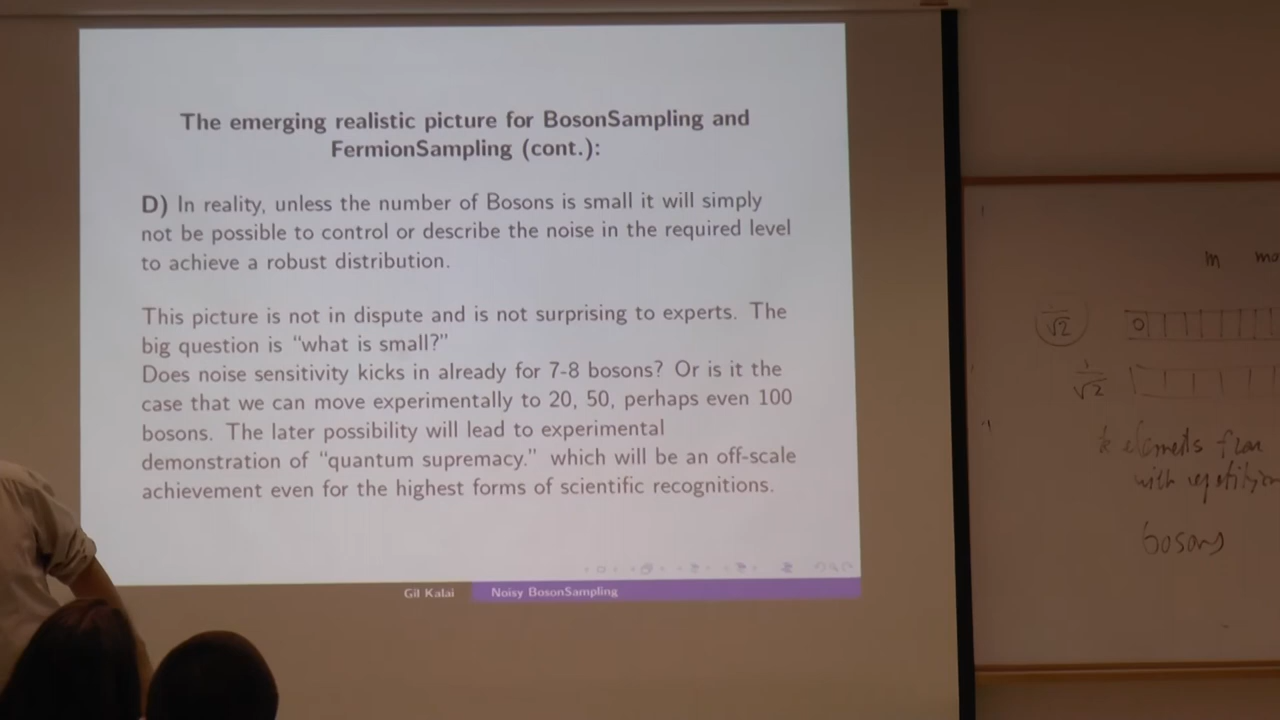 The emerging realistic picture for BosonSampling and
FermionSampling (cont.):
D) In reality, unless the number of Bosons is small it will simply
not be possible to control or describe the noise in the required level
to achieve a robust distribution.
This picture is not in dispute and is not surprising to experts. The
big question is “what is small?”
Does noise sensitivity kicks in already for 7-8 bosons? Or is it the
case that we can move experimentally to 20, 50, perhaps even 100
bosons. The later possibility will lead to experimental
demonstration of “quantum supremacy.” which will be an off-scale
achievement even for the highest forms of scientific recognitions.
Gil Kalai
Noisy BosonSampling
m mo
1/√2 0
1/√2
k elements from
with repetition
bosons